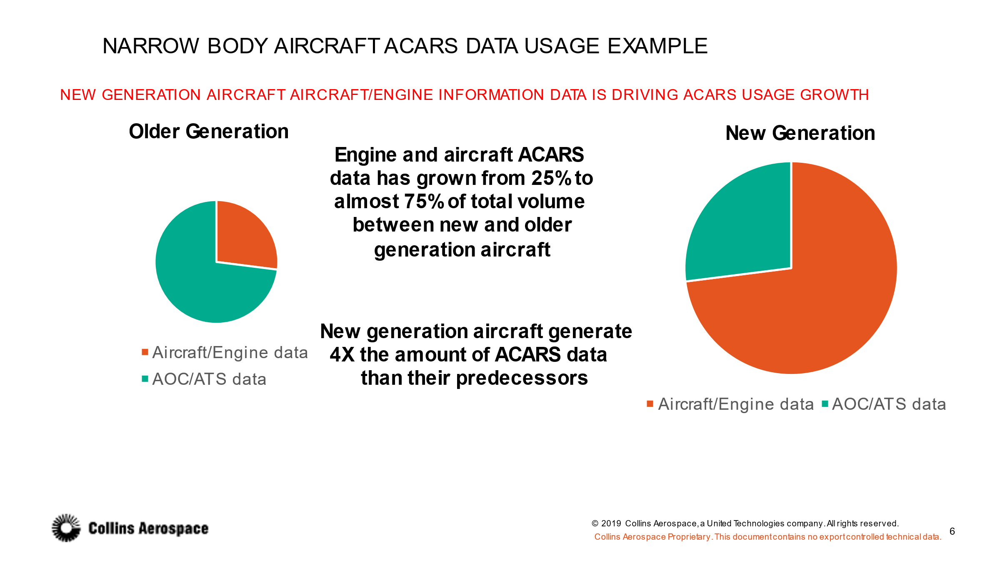 NARROW BODY AIRCRAFT ACARS DATA USAGE EXAMPLE
NEW GENERATION AIRCRAFT AIRCRAFT/ENGINE INFORMATION DATA IS DRIVING ACARS USAGE GROWTH
Older Generation
Aircraft/Engine data
AOC/ATS data
Engine and aircraft ACARS
data has grown from 25% to
almost 75% of total volume
between new and older
generation aircraft
New generation aircraft generate
4X the amount of ACARS data
than their predecessors
New Generation
Aircraft/Engine data AOC/ATS data
Collins Aerospace
© 2019 Collins Aerospace, a United Technologies company. All rights reserved.
Collins Aerospace Proprietary. This document contains no export controlled technical data.
6